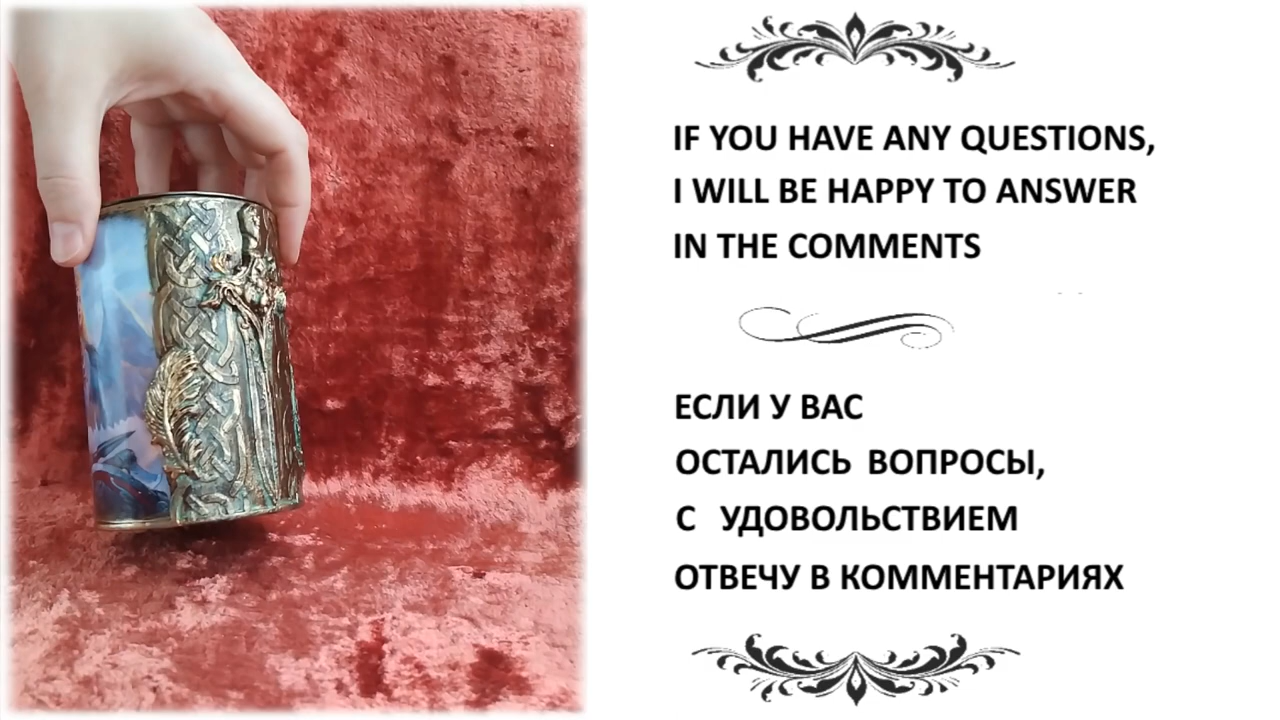 IF YOU HAVE ANY QUESTIONS,
I WILL BE HAPPY TO ANSWER
IN THE COMMENTS
ЕСЛИ У ВАС
ОСТАЛИСЬ ВОПРОСЫ,
С УДОВОЛЬСТВИЕМ
ОТВЕЧУ В КОММЕНТАРИЯХ